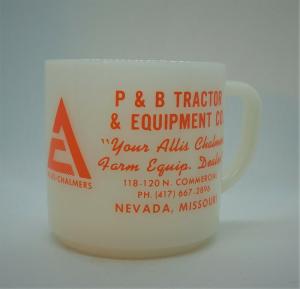 P & B TRACTOR
& EQUIPMENT CO
"Your Allis Chalmers
Farm Equip. Dealer
118-120 N. COMMERCIAL
PH. (417) 667-2896
NEVADA, MISSOURI
A
ALLIS-CHALMERS